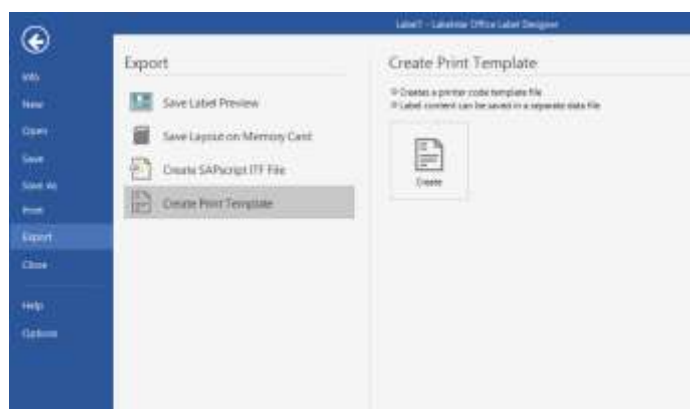 Label1 - Labelstar Office Label Designer
Info
New
Open
Save
Save As
Print
Export
Close
Help
Options
Export
Save Label Preview
Save Layout on Memory Card
Create SAPscript ITF File
Create Print Template
Create Print Template
Creates a printer code template file
Label content can be saved in a separate data file
Create